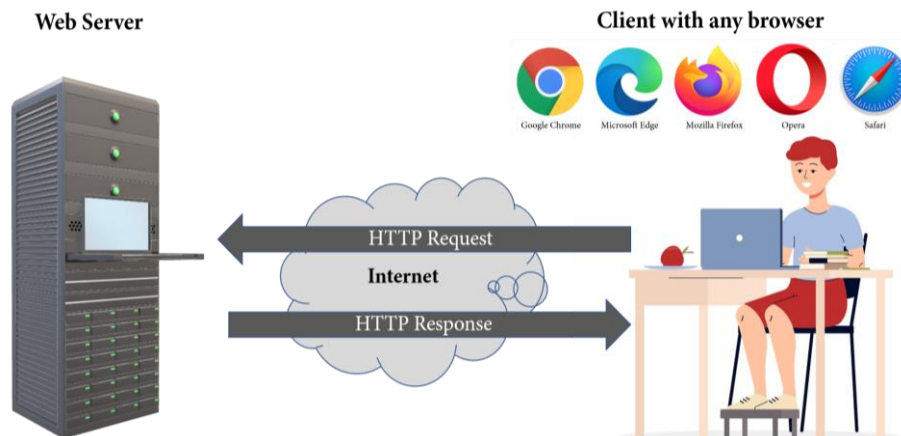 Web Server
Client with any browser
Google Chrome
Microsoft Edge
Mozilla Firefox
Opera
Safari
HTTP Request
Internet
HTTP Response